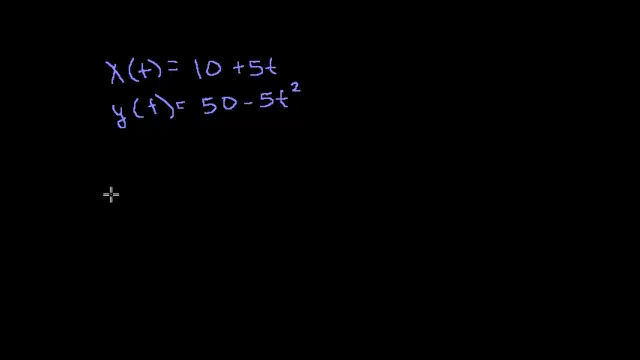 x(t) = 10 + 5t
y(t) = 50 - 5t²